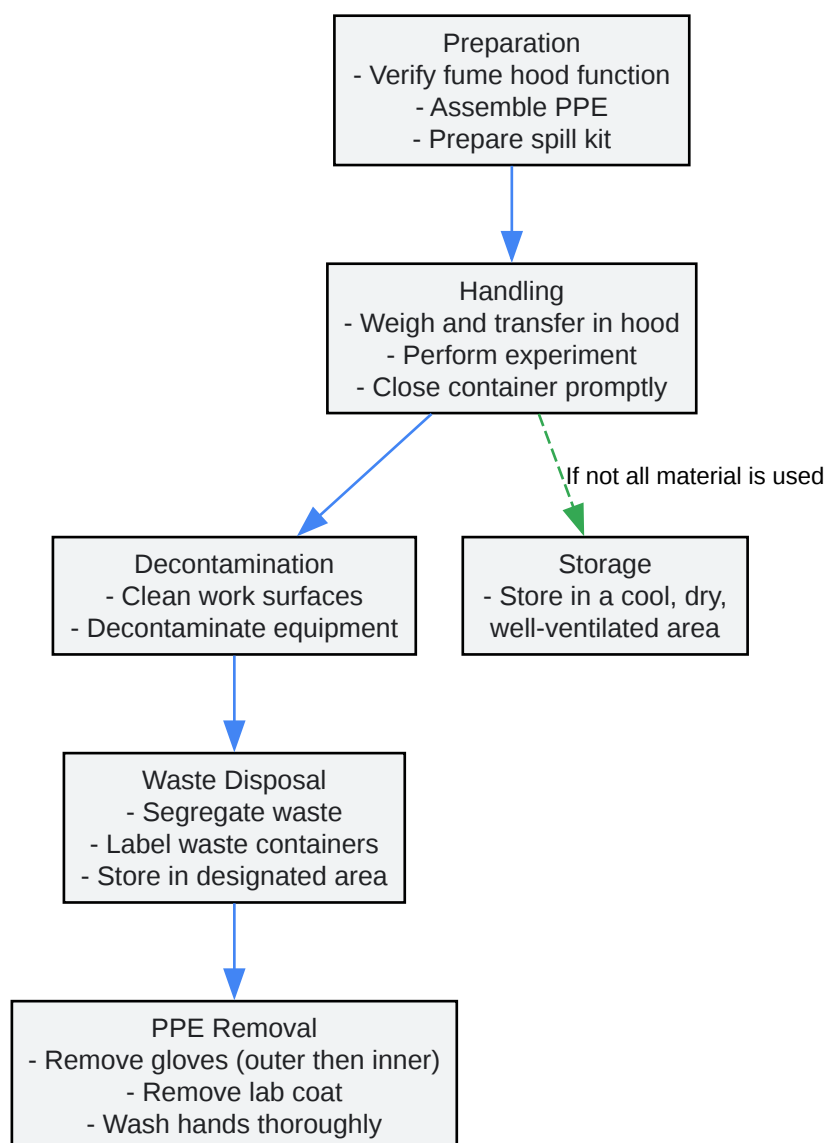 Preparation
- Verify fume hood function
- Assemble PPE
- Prepare spill kit
Handling
- Weigh and transfer in hood
- Perform experiment
- Close container promptly
If not all material is used
Decontamination
- Clean work surfaces
- Decontaminate equipment
Storage
- Store in a cool, dry,
well-ventilated area
Waste Disposal
- Segregate waste
- Label waste containers
- Store in designated area
PPE Removal
- Remove gloves (outer then inner)
- Remove lab coat
- Wash hands thoroughly